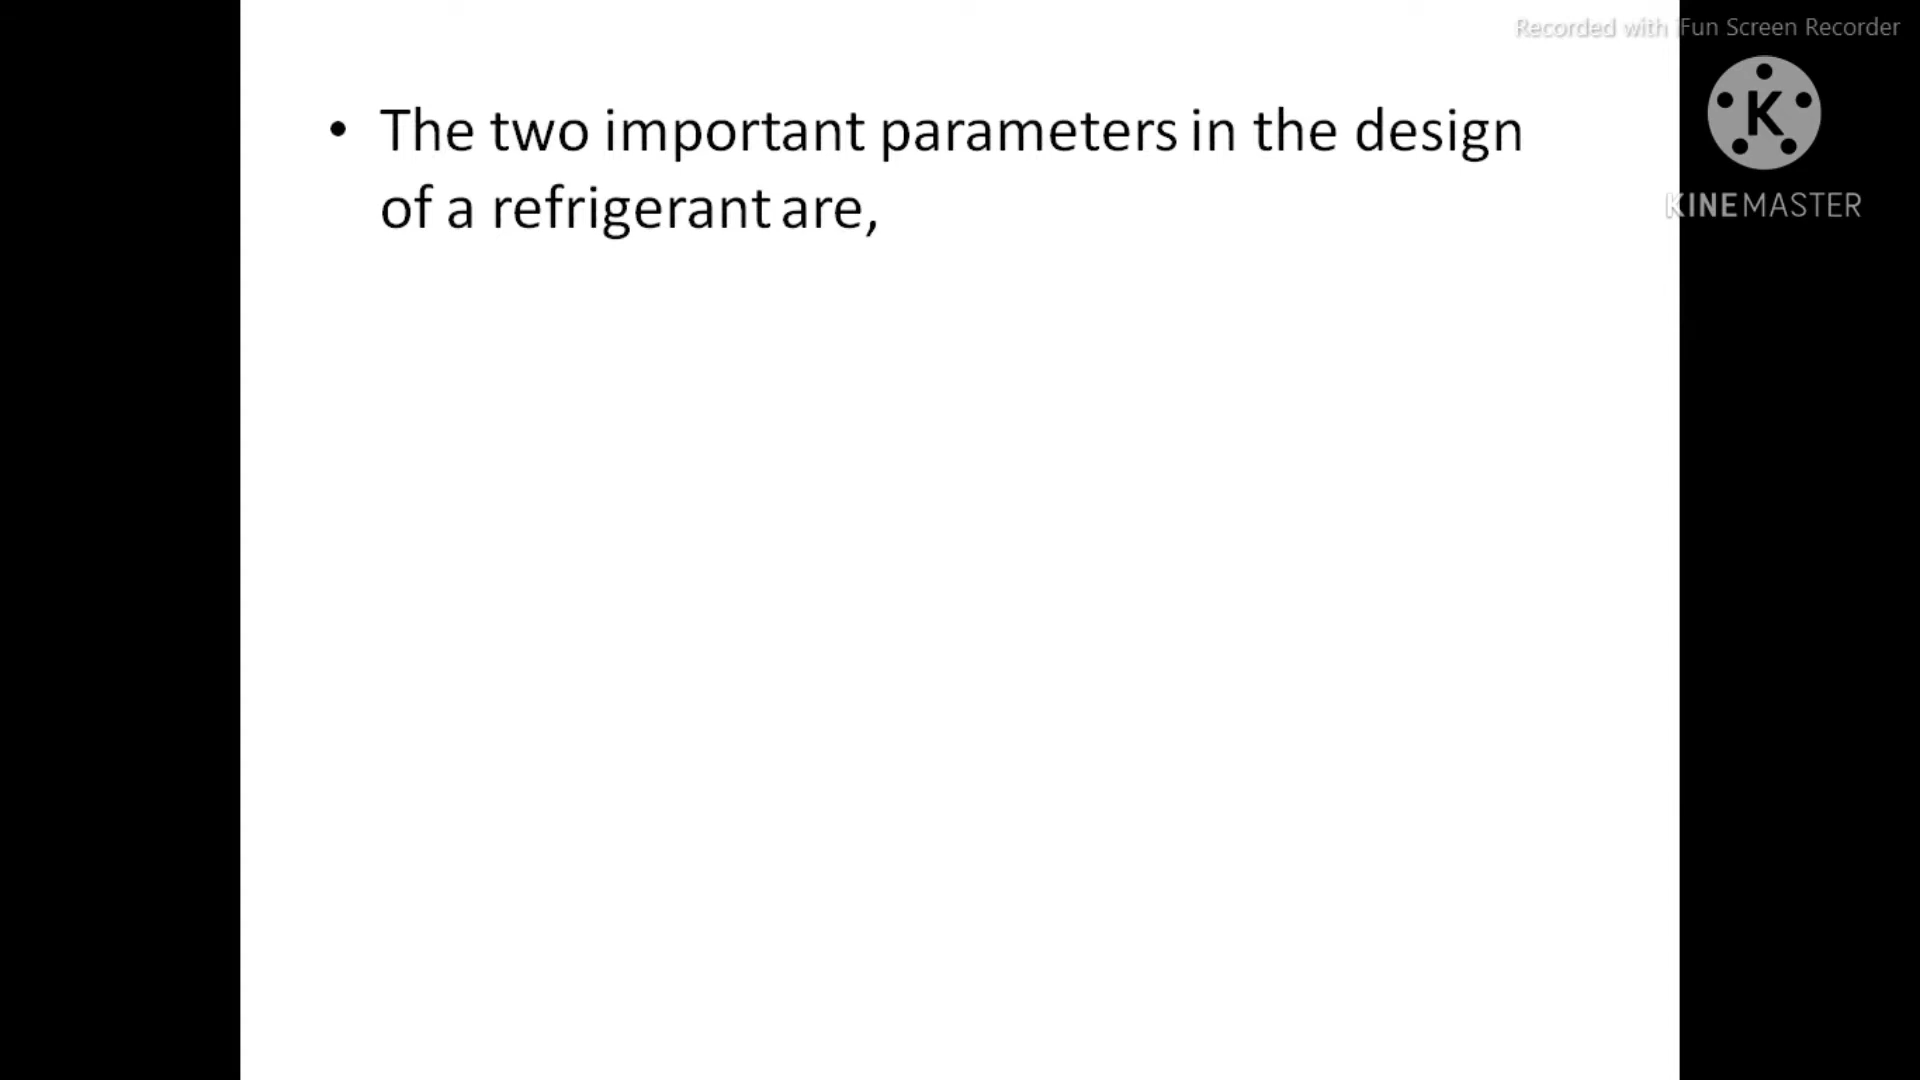 Recorded with iFun Screen Recorder
• The two important parameters in the design
of a refrigerant are,
K
KINEMASTER